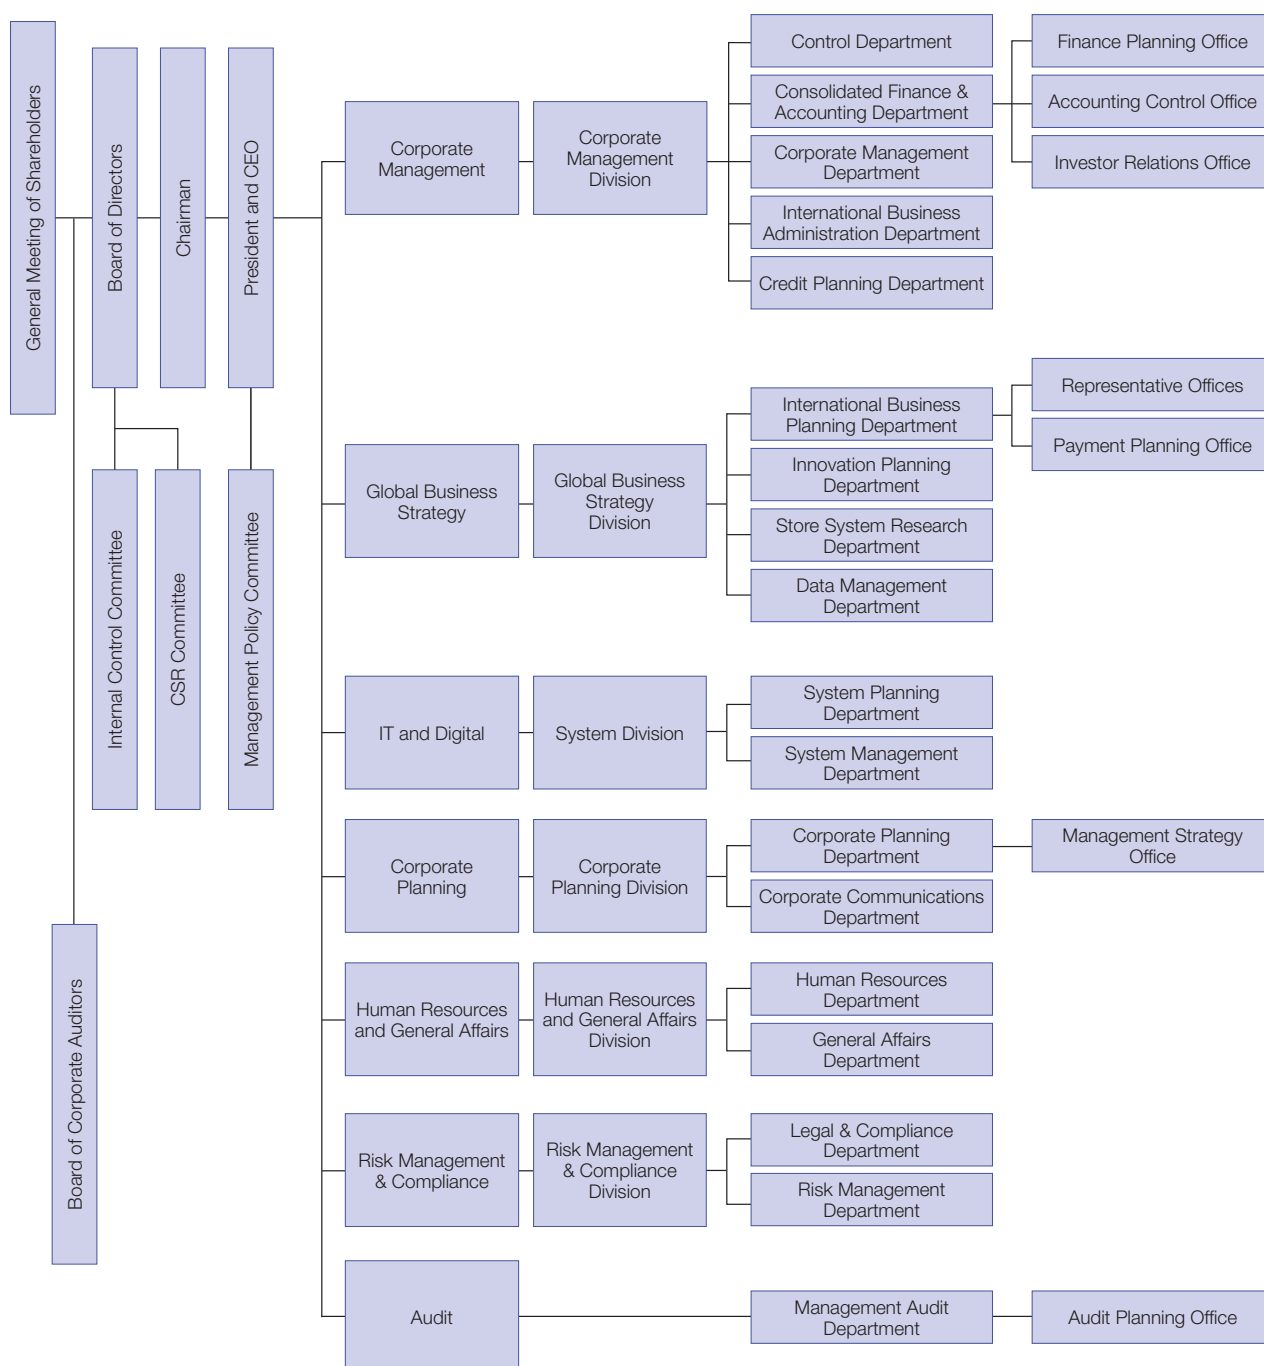 General Meeting of Shareholders
Board of Directors
Chairman
President and CEO
Internal Control Committee
CSR Committee
Management Policy Committee
Board of Corporate Auditors
Corporate
Management
Corporate
Management
Division
Control Department
Consolidated Finance &
Accounting Department
Corporate Management
Department
International Business
Administration Department
Credit Planning Department
Finance Planning Office
Accounting Control Office
Investor Relations Office
Global Business
Strategy
Global Business
Strategy
Division
International Business
Planning Department
Innovation Planning
Department
Store System Research
Department
Data Management
Department
Representative Offices
Payment Planning Office
IT and Digital
System Division
System Planning
Department
System Management
Department
Corporate
Planning
Corporate
Planning Division
Corporate Planning
Department
Corporate Communications
Department
Management Strategy
Office
Human Resources
and General Affairs
Human Resources
and General Affairs
Division
Human Resources
Department
General Affairs
Department
Risk Management
& Compliance
Risk Management
& Compliance
Division
Legal & Compliance
Department
Risk Management
Department
Audit
Management Audit
Department
Audit Planning Office